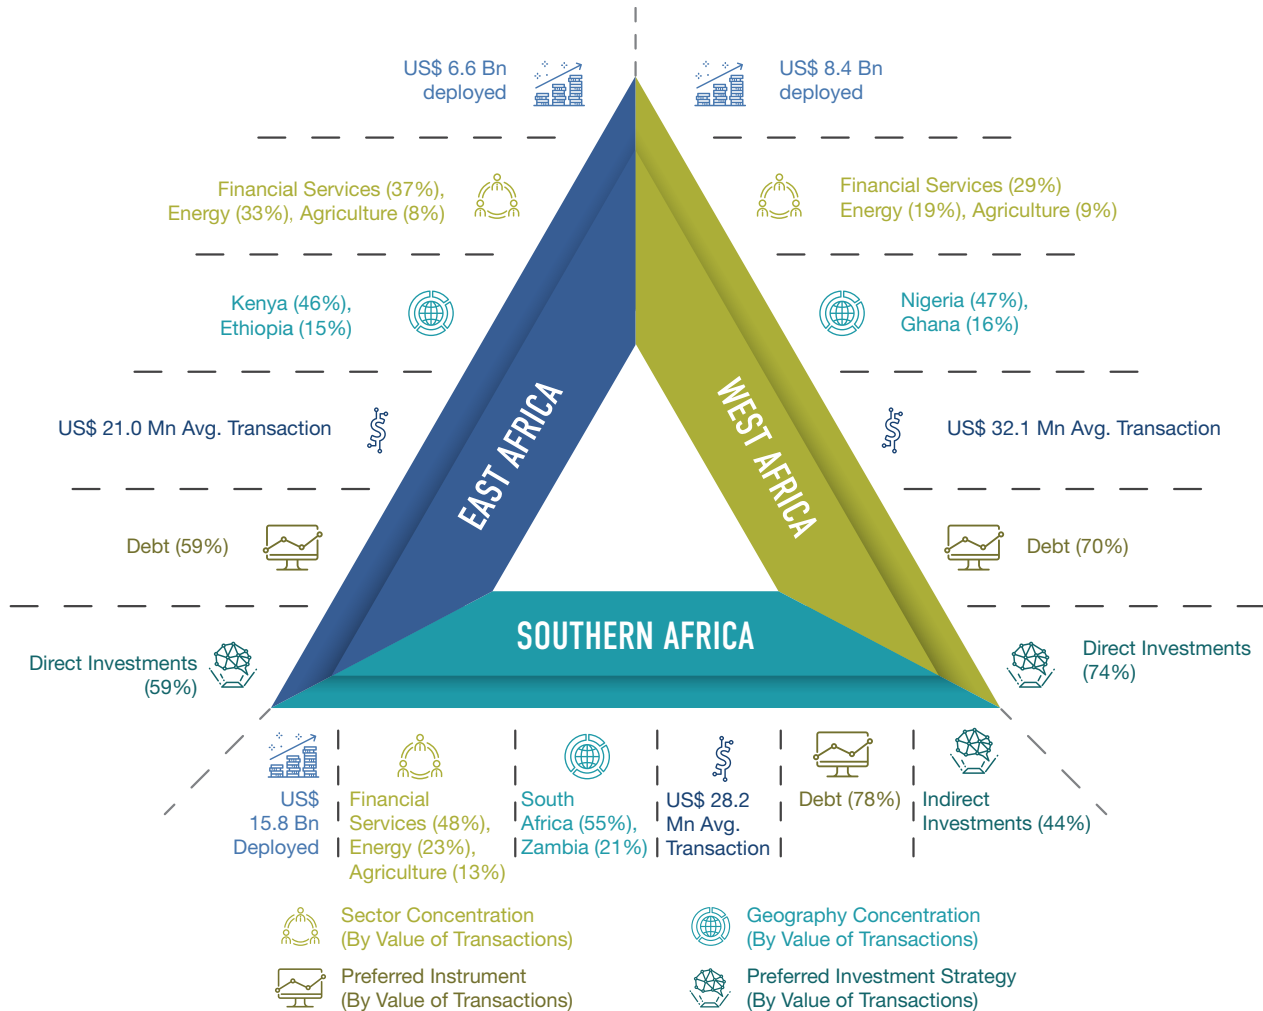 US$ 6.6 Bn
deployed
US$ 8.4 Bn
deployed
Financial Services (37%),
Energy (33%), Agriculture (8%)
Financial Services (29%)
Energy (19%), Agriculture (9%)
Kenya (46%),
Ethiopia (15%)
Nigeria (47%),
Ghana (16%)
US$ 21.0 Mn Avg. Transaction
US$ 32.1 Mn Avg. Transaction
EAST AFRICA
WEST AFRICA
Debt (59%)
Debt (70%)
SOUTHERN AFRICA
Direct Investments
(59%)
Direct Investments
(74%)
US$
15.8 Bn
Deployed
Financial
Services (48%),
Energy (23%),
Agriculture (13%)
South
Africa (55%),
Zambia (21%)
US$ 28.2
Mn Avg.
Transaction
Debt (78%)
Indirect
Investments (44%)
Sector Concentration
(By Value of Transactions)
Geography Concentration
(By Value of Transactions)
Preferred Instrument
(By Value of Transactions)
Preferred Investment Strategy
(By Value of Transactions)